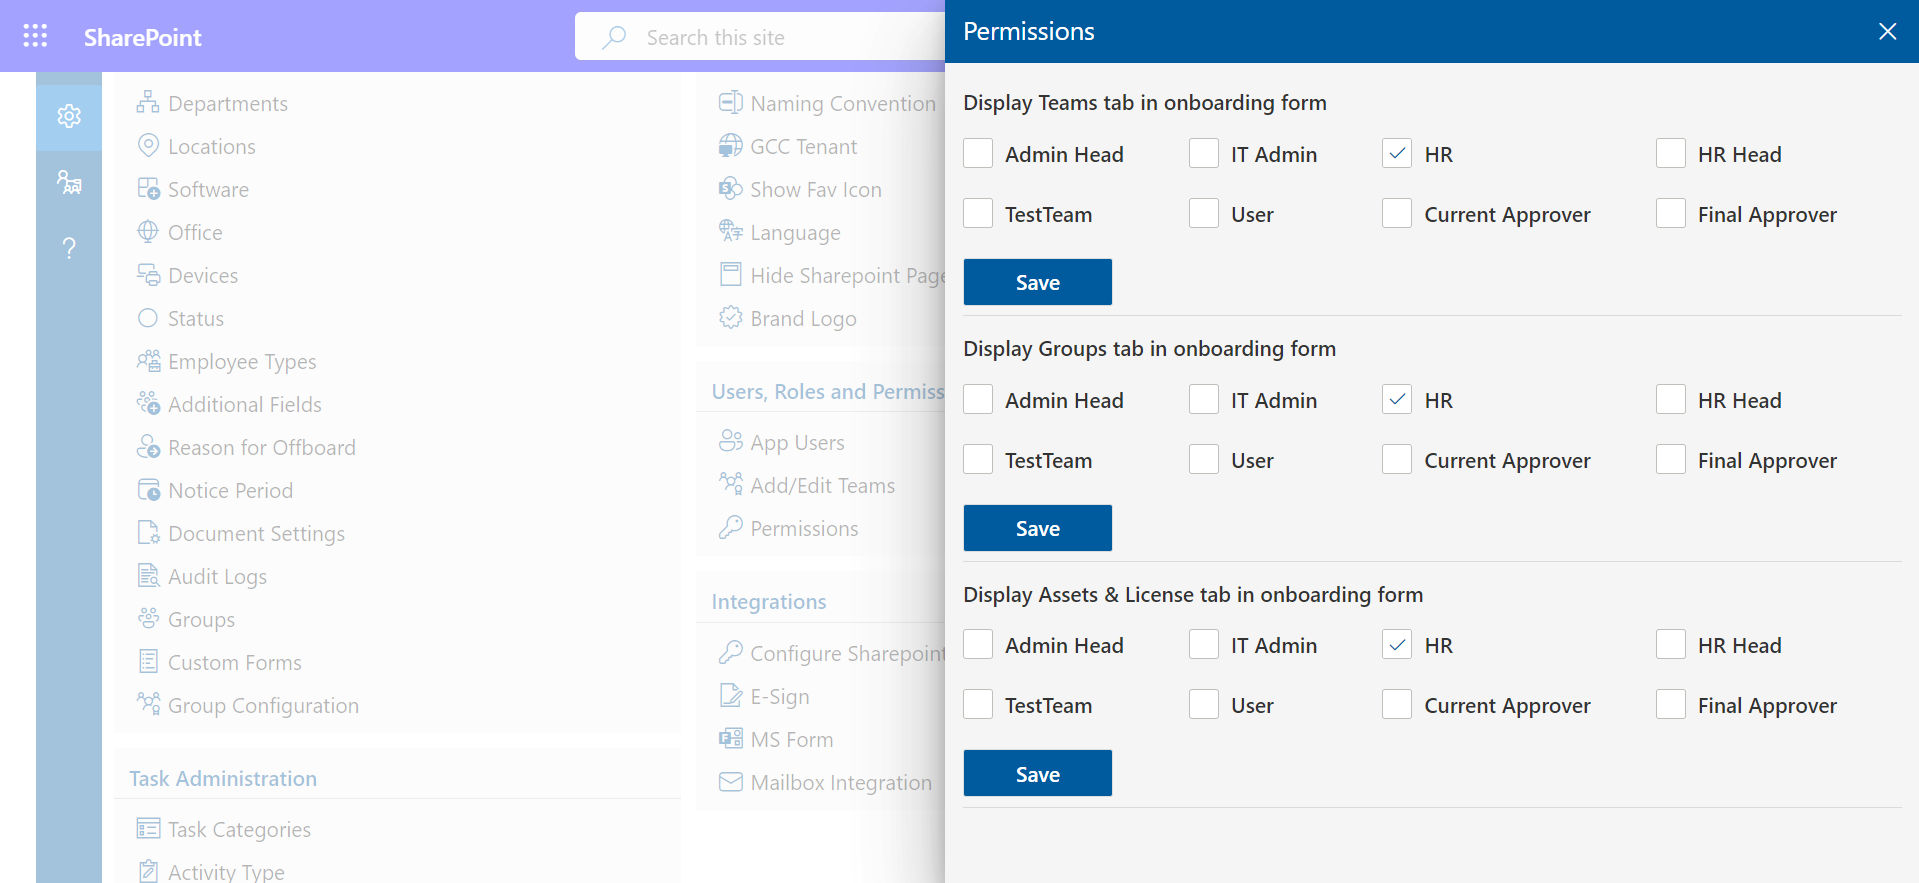 SharePoint
Search this site
Departments
Locations
Software
Office
Devices
Status
Employee Types
Additional Fields
Reason for Offboard
Notice Period
Document Settings
Audit Logs
Groups
Custom Forms
Group Configuration
Task Administration
Task Categories
Activity Type
Naming Convention
GCC Tenant
Show Fav Icon
Language
Hide Sharepoint Page
Brand Logo
Users, Roles and Permiss
App Users
Add/Edit Teams
Permissions
Integrations
Configure Sharepoint
E-Sign
MS Form
Mailbox Integration
Permissions
Display Teams tab in onboarding form
Admin Head IT Admin HR HR Head
TestTeam User Current Approver Final Approver
Save
Display Groups tab in onboarding form
Admin Head IT Admin HR HR Head
TestTeam User Current Approver Final Approver
Save
Display Assets & License tab in onboarding form
Admin Head IT Admin HR HR Head
TestTeam User Current Approver Final Approver
Save